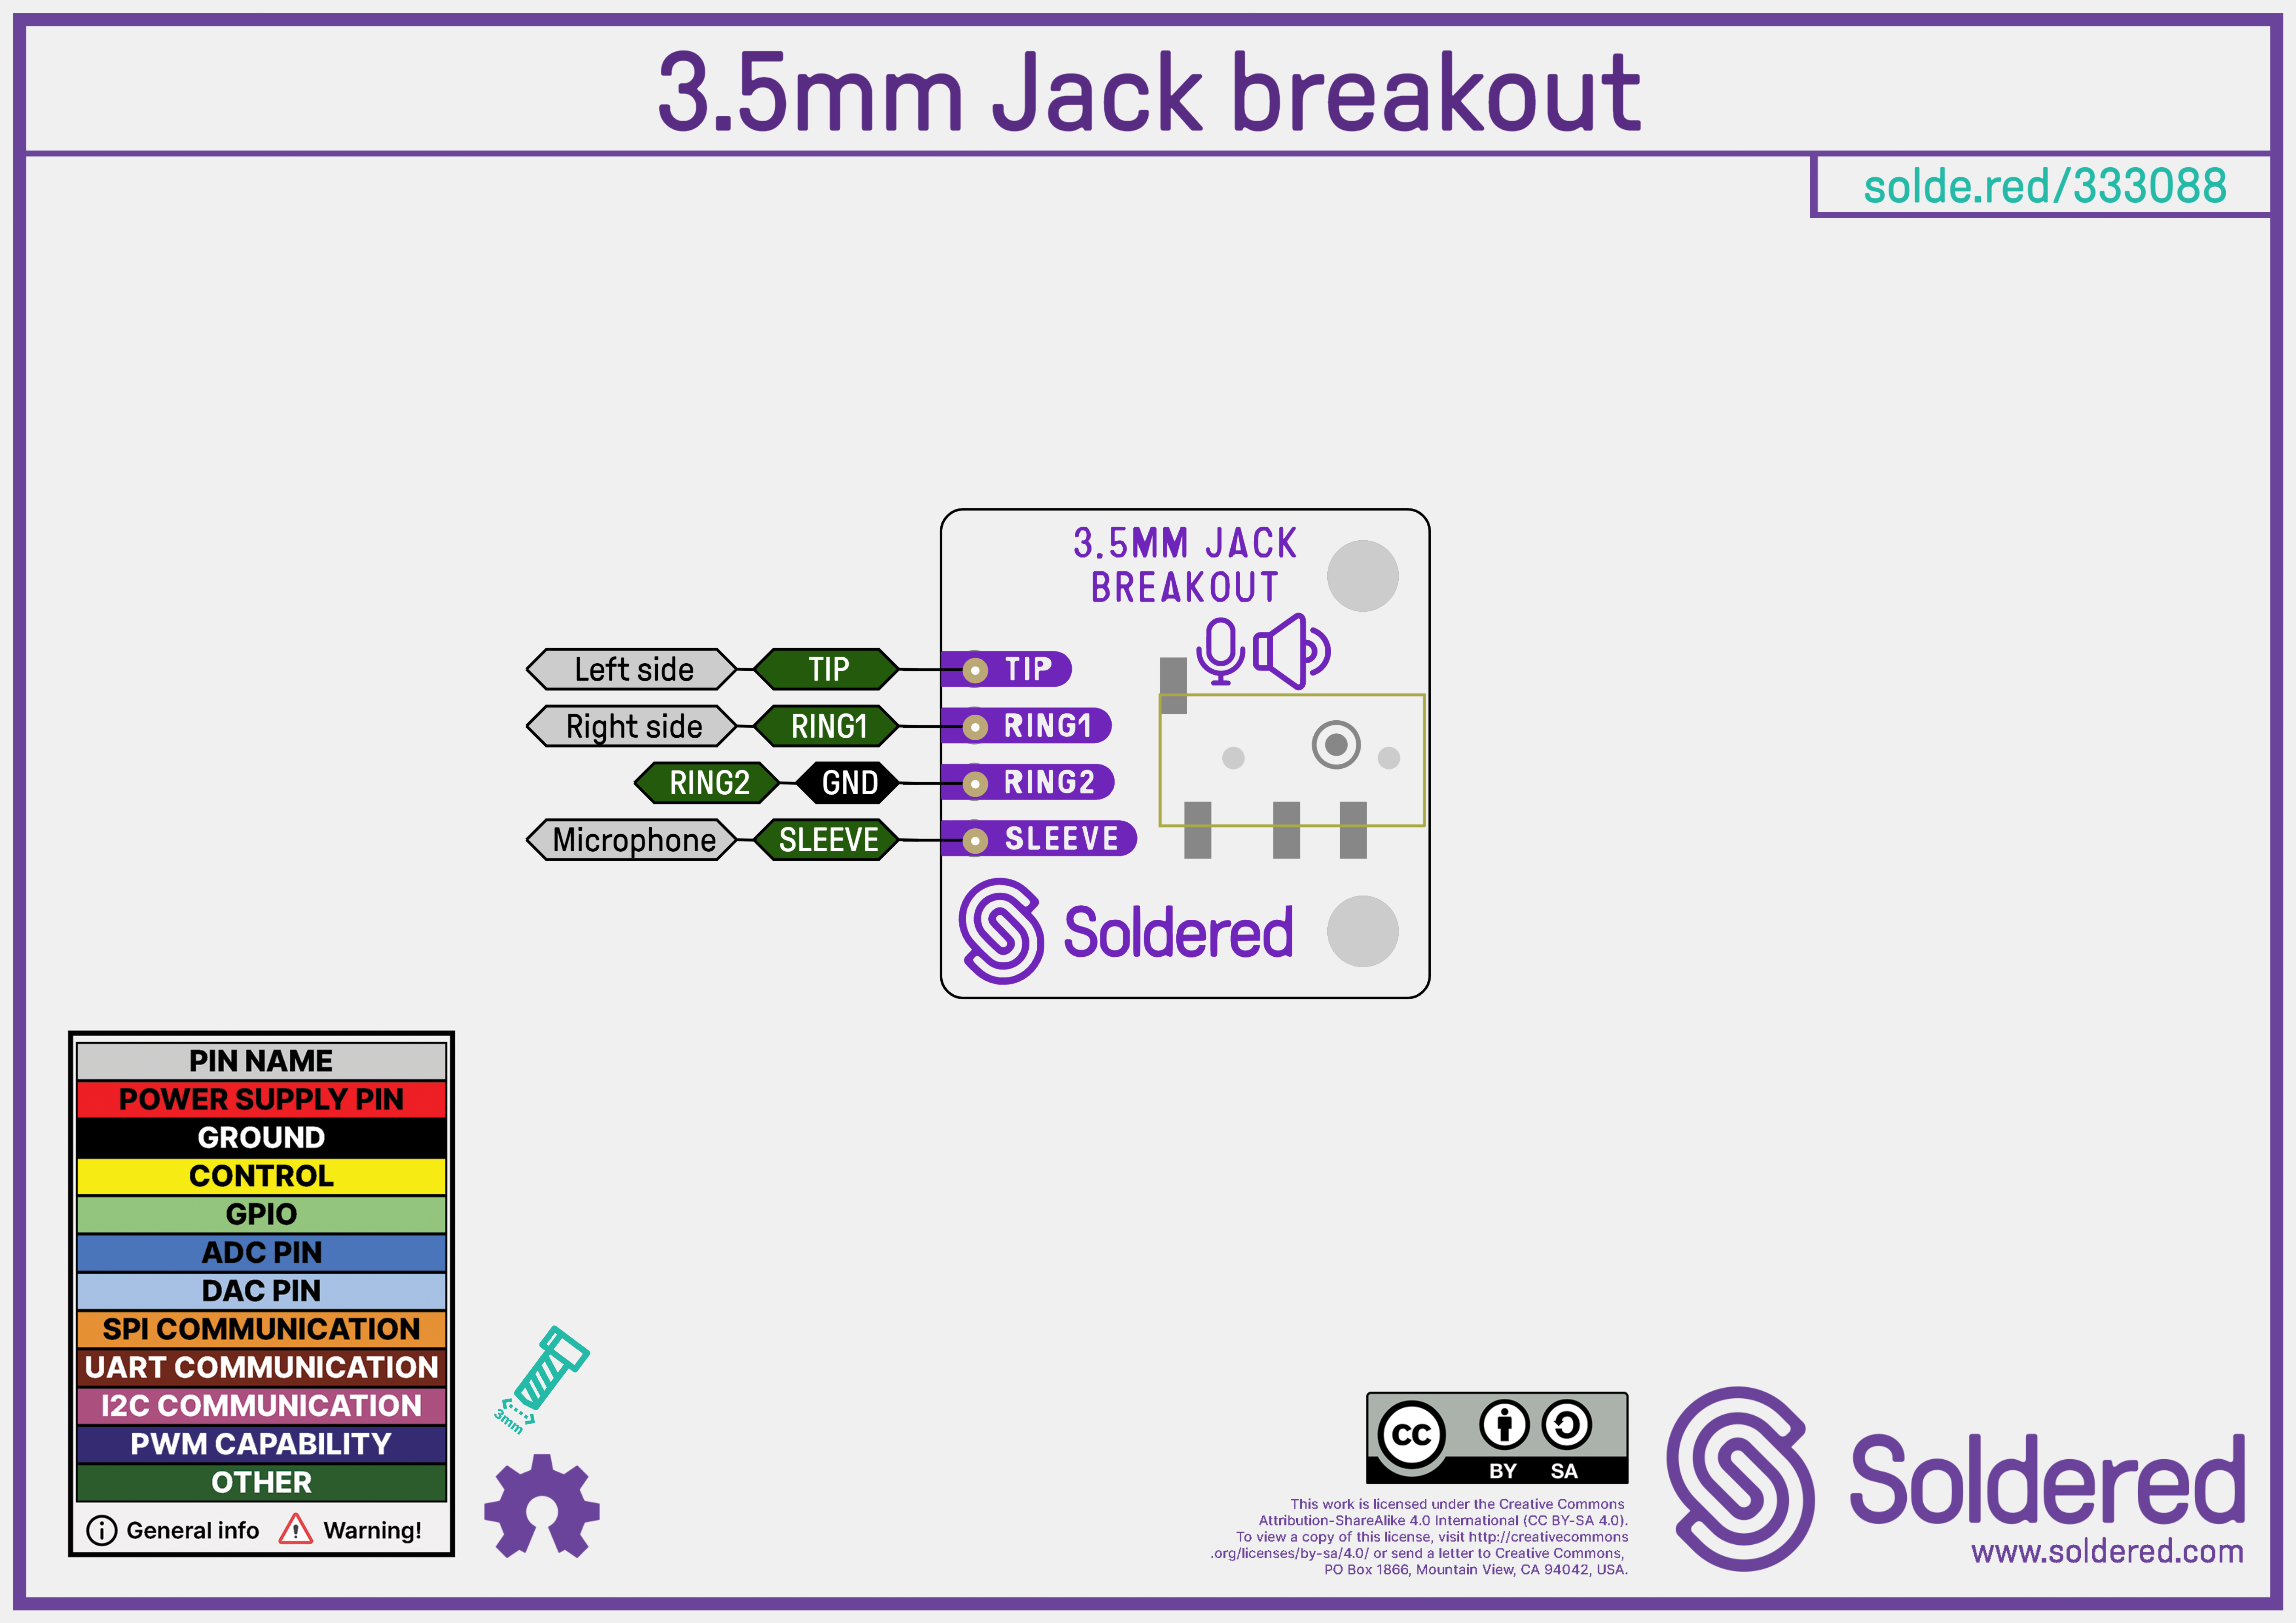 3.5mm Jack breakout
solde.red/333088
3.5MM JACK
BREAKOUT
Left side TIP TIP
Right side RING1 RING1
RING2 GND RING2
Microphone SLEEVE SLEEVE
Soldered
PIN NAME
POWER SUPPLY PIN
GROUND
CONTROL
GPIO
ADC PIN
DAC PIN
SPI COMMUNICATION
UART COMMUNICATION
I2C COMMUNICATION
PWM CAPABILITY
OTHER
General info Warning!
3mm
CC BY SA
This work is licensed under the Creative Commons
Attribution-ShareAlike 4.0 International (CC BY-SA 4.0).
To view a copy of this license, visit http://creativecommons
.org/licenses/by-sa/4.0/ or send a letter to Creative Commons,
PO Box 1866, Mountain View, CA 94042, USA.
Soldered
www.soldered.com